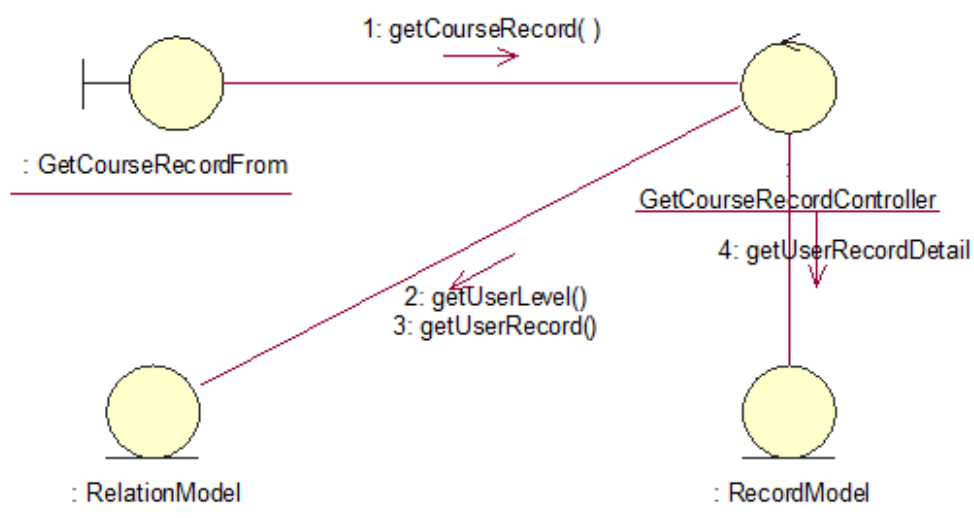 1: getCourseRecord( )
: GetCourseRecordFrom
:
GetCourseRecordController
4: getUserRecordDetail
2: getUserLevel()
3: getUserRecord()
: RelationModel
: RecordModel